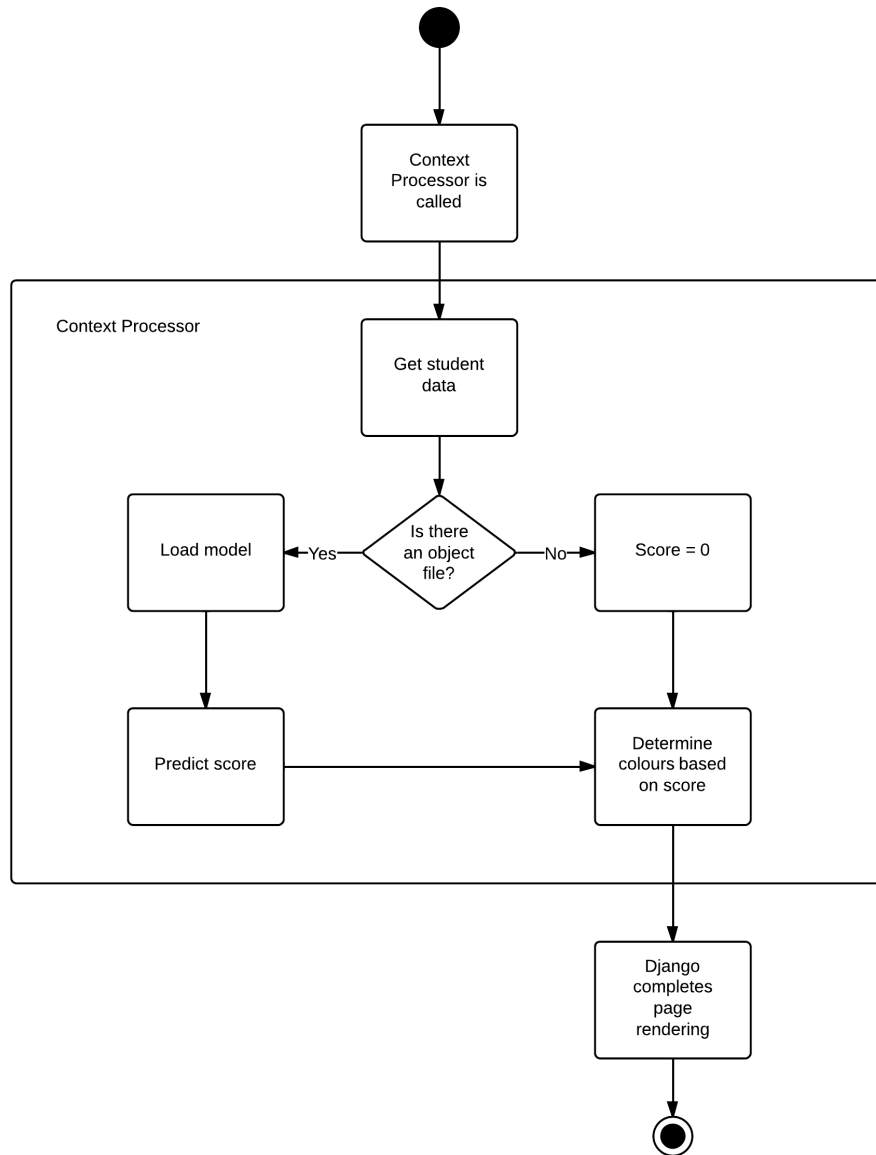 Context
Processor is
called
Context Processor
Get student
data
Is there
an object
file?
Yes
No
Load model
Score = 0
Predict score
Determine
colours based
on score
Django
completes
page
rendering